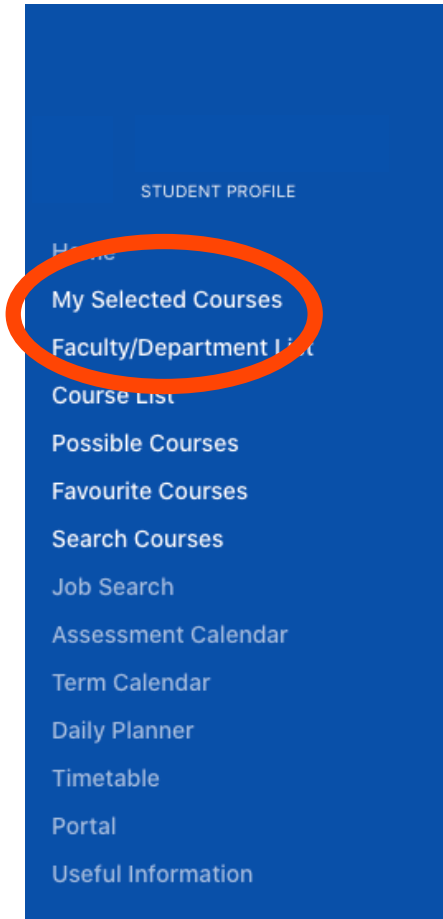 STUDENT PROFILE
Home
My Selected Courses
Faculty/Department List
Course List
Possible Courses
Favourite Courses
Search Courses
Job Search
Assessment Calendar
Term Calendar
Daily Planner
Timetable
Portal
Useful Information